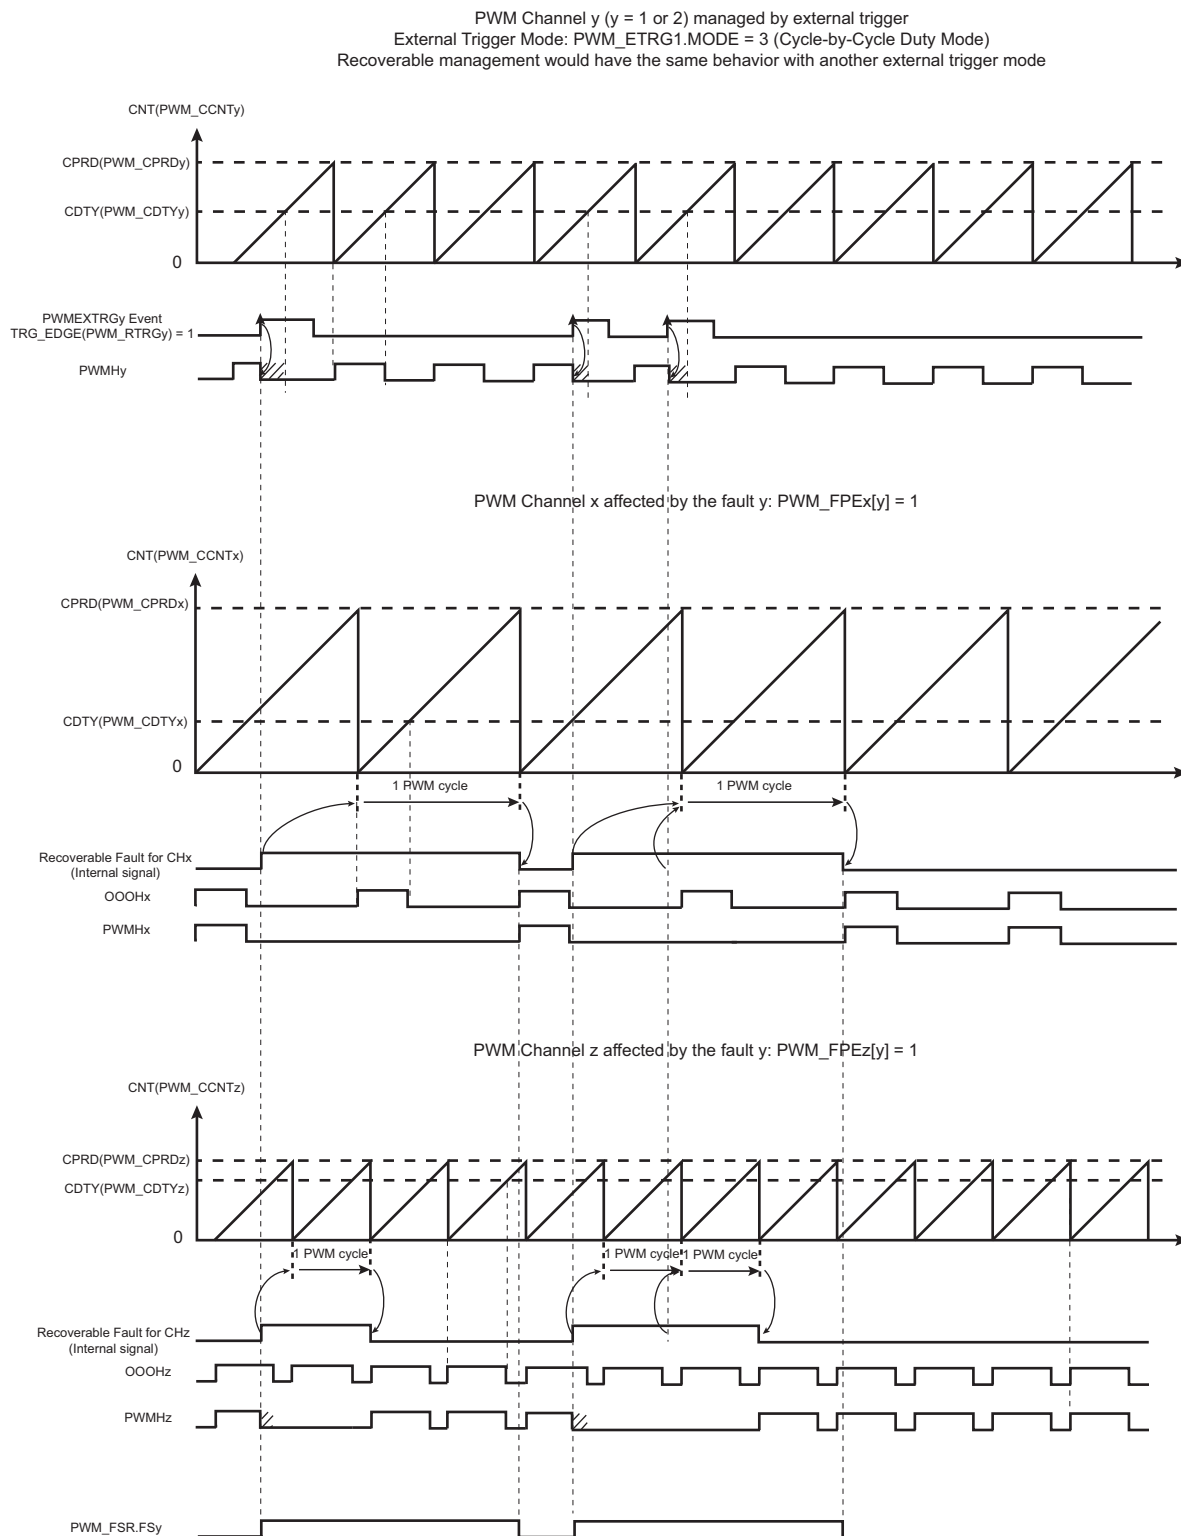 PWM Channel y (y = 1 or 2) managed by external trigger
External Trigger Mode: PWM_ETRG1.MODE = 3 (Cycle-by-Cycle Duty Mode)
Recoverable management would have the same behavior with another external trigger mode
CNT(PWM_CCNTy)
CPRD(PWM_CPRDy)
CDTY(PWM_CDTYy)
0
PWMEXTRGy Event
TRG_EDGE(PWM_RTRGy) = 1
PWMHy
PWM Channel x affected by the fault y: PWM_FPEx[y] = 1
CNT(PWM_CCNTx)
CPRD(PWM_CPRDx)
CDTY(PWM_CDTYx)
0
1 PWM cycle
1 PWM cycle
Recoverable Fault for CHx
(Internal signal)
OOOHx
PWMHx
PWM Channel z affected by the fault y: PWM_FPEz[y] = 1
CNT(PWM_CCNTz)
CPRD(PWM_CPRDz)
CDTY(PWM_CDTYz)
0
1 PWM cycle
1 PWM cycle
1 PWM cycle
Recoverable Fault for CHz
(Internal signal)
OOOHz
PWMHz
PWM_FSR.FSy